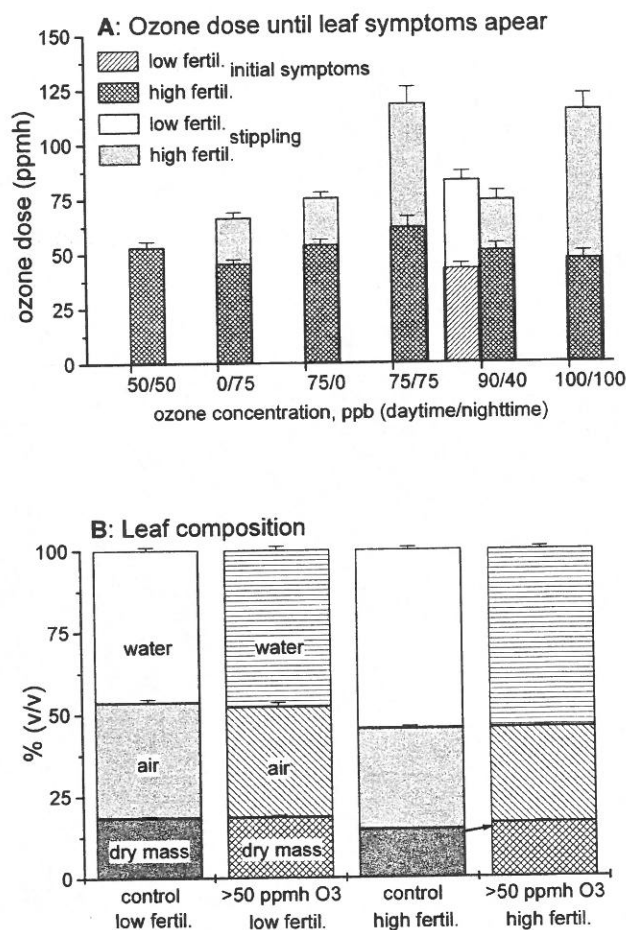 A: Ozone dose until leaf symptoms apear
150
125
100
75
50
25
0
ozone dose (ppmh)
low fertil.
initial symptoms
high fertil.
low fertil.
stippling
high fertil.
50/50 0/75 75/0 75/75 90/40 100/100
ozone concentration, ppb (daytime/nighttime)
B: Leaf composition
100
75
50
25
0
% (v/v)
water water
air air
dry mass dry mass
control >50 ppmh O3 control >50 ppmh O3
low fertil. low fertil. high fertil. high fertil.